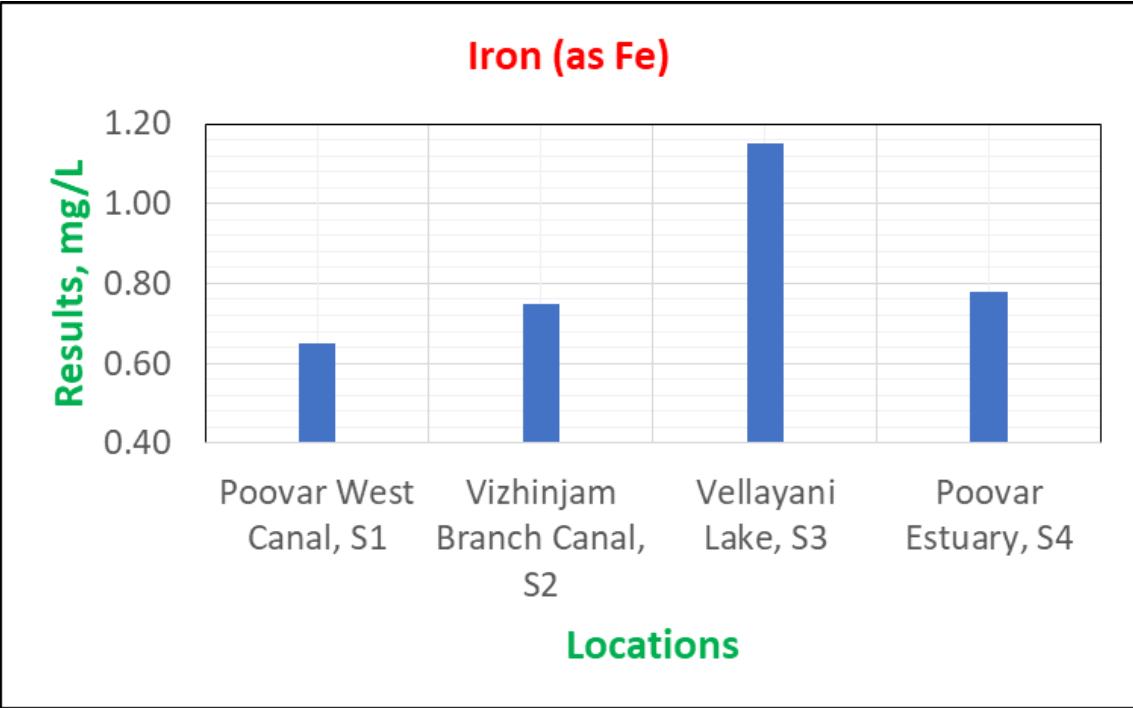 Iron (as Fe)
Results, mg/L
1.20
1.00
0.80
0.60
0.40
Poovar West
Canal, S1
Vizhinjam
Branch Canal,
S2
Vellayani
Lake, S3
Poovar
Estuary, S4
Locations